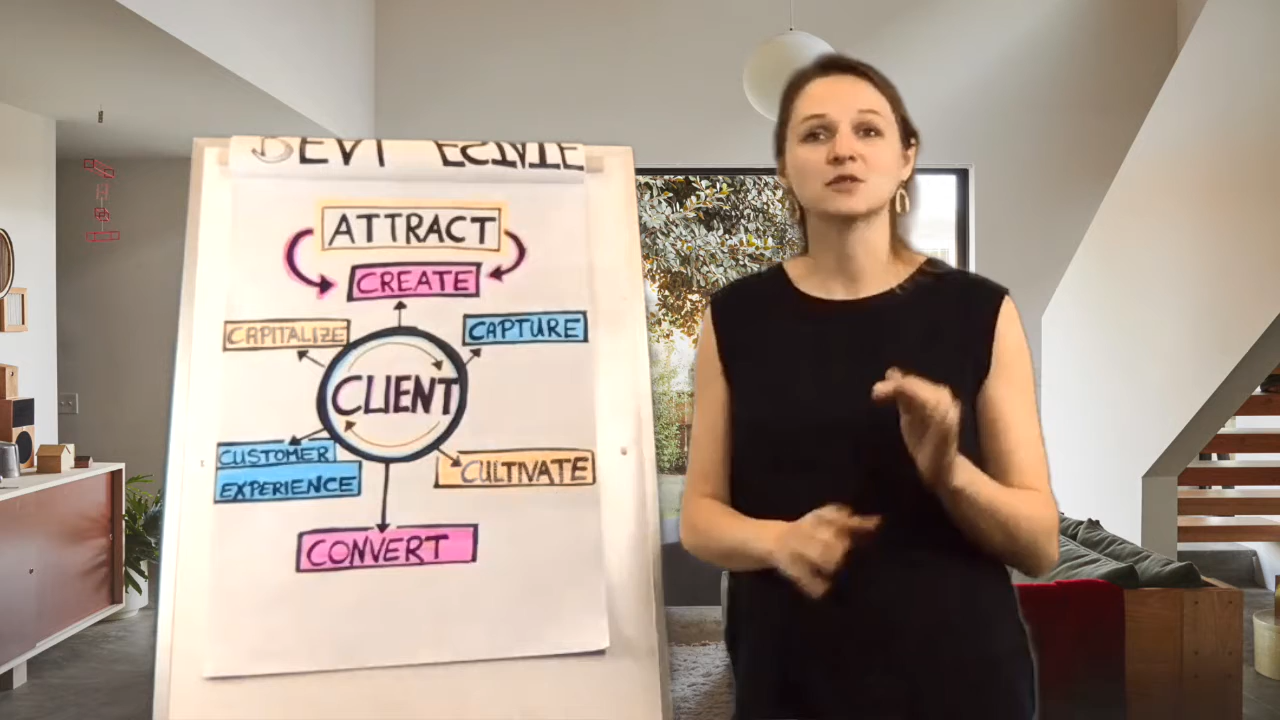 ATTRACT
CREATE
CAPITALIZE
CAPTURE
CLIENT
CUSTOMER
EXPERIENCE
CULTIVATE
CONVERT